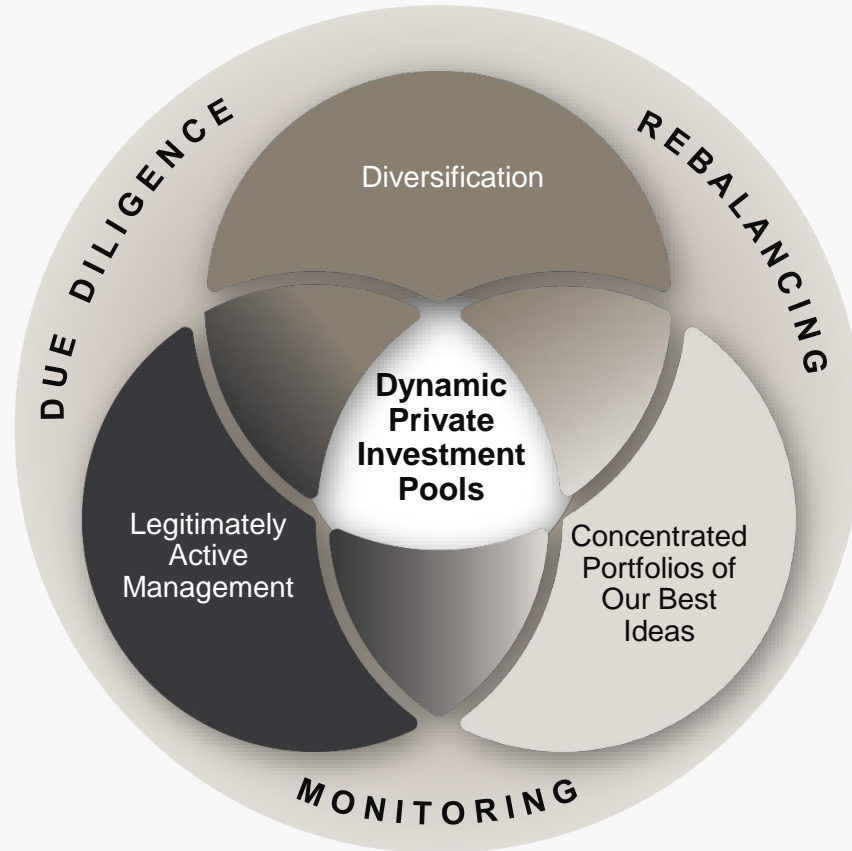 DUE DILIGENCE
REBALANCING
Diversification
Dynamic
Private
Investment
Pools
Legitimately
Active
Management
Concentrated
Portfolios of
Our Best
Ideas
MONITORING